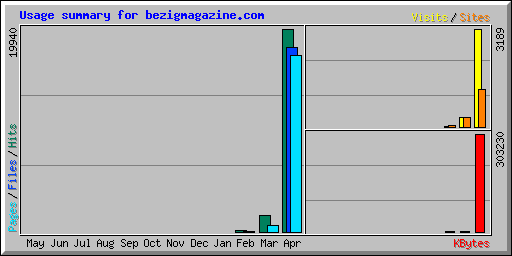 Usage summary for bezigmagazine.com
Visits/Sites
19940
3189
303230
Pages/Files/Hits
May Jun Jul Aug Sep Oct Nov Dec Jan Feb Mar Apr
KBytes